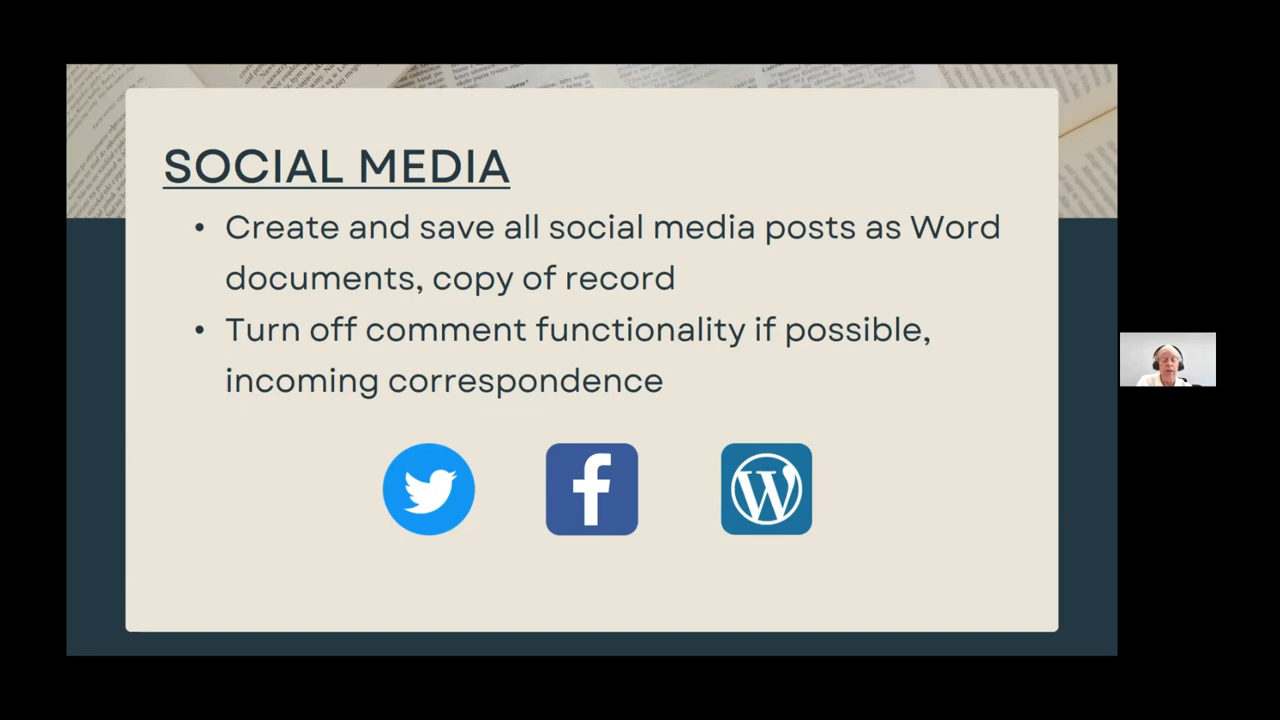 SOCIAL MEDIA
• Create and save all social media posts as Word
documents, copy of record
• Turn off comment functionality if possible,
incoming correspondence